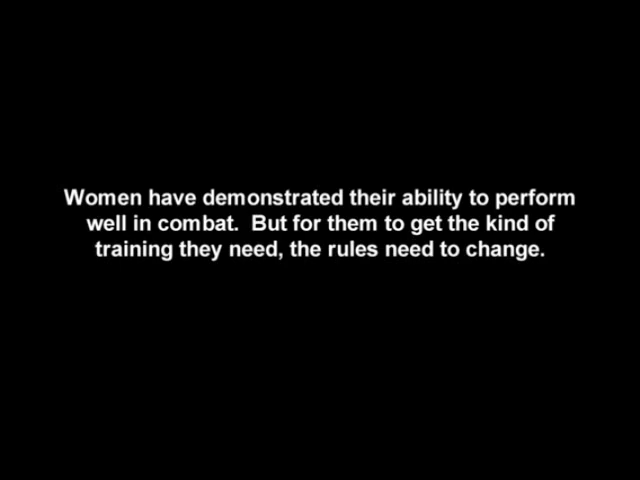 Women have demonstrated their ability to perform
well in combat.  But for them to get the kind of
training they need, the rules need to change.